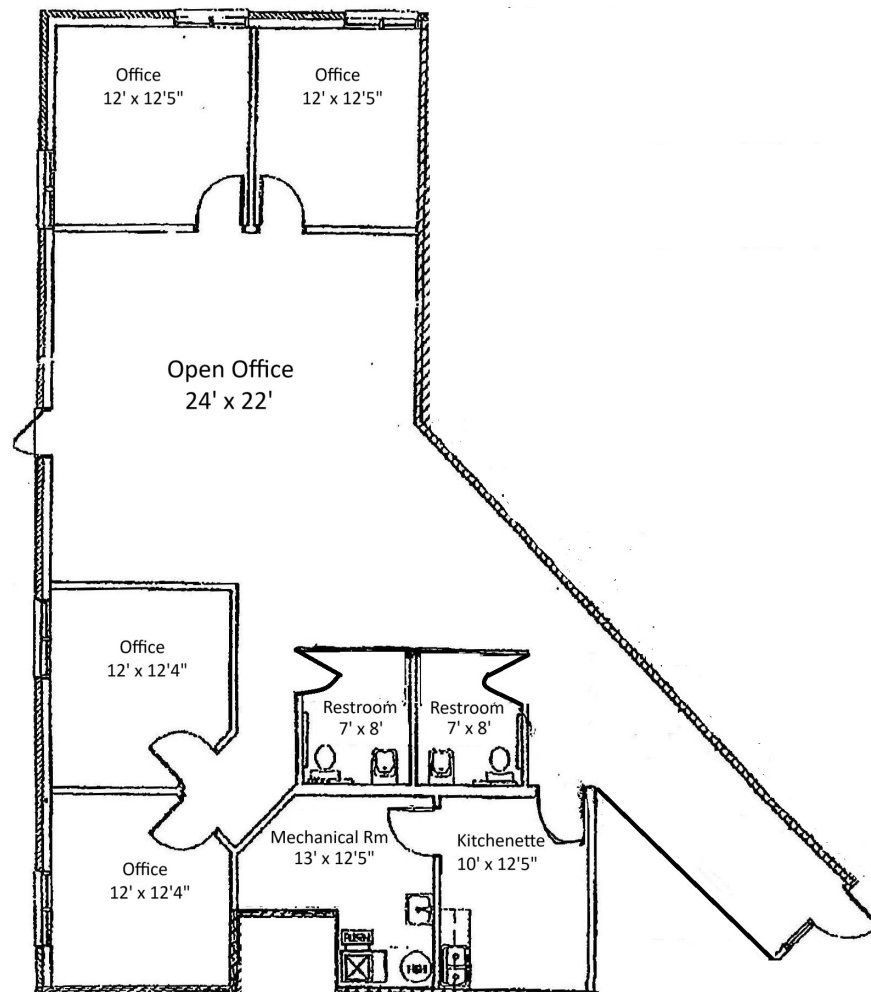 Office
12' x 12'5"
Office
12' x 12'5"
Open Office
24' x 22'
Office
12' x 12'4"
Restroom
7' x 8'
Restroom
7' x 8'
Mechanical Rm
13' x 12'5"
Kitchenette
10' x 12'5"
Office
12' x 12'4"